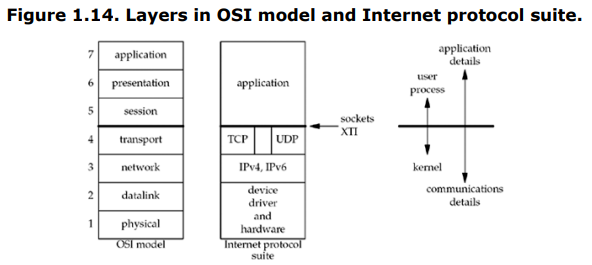 Figure 1.14. Layers in OSI model and Internet protocol suite.
7 application
6 presentation
5 session
4 transport
3 network
2 datalink
1 physical
OSI model
application
TCP UDP
IPv4, IPv6
device
driver
and
hardware
Internet protocol
suite
sockets
XTI
application
details
user
process
kernel
communications
details